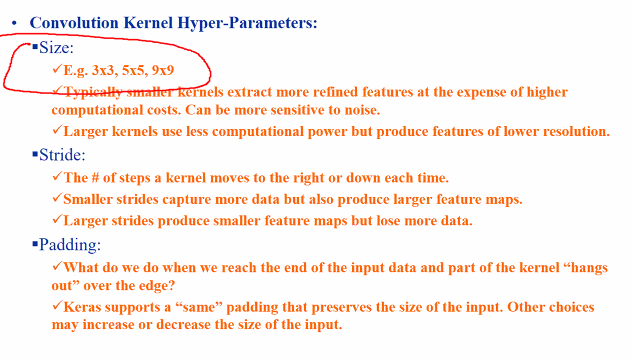 • Convolution Kernel Hyper-Parameters:
▪Size:
✓E.g. 3x3, 5x5, 9x9
✓Typically smaller kernels extract more refined features at the expense of higher
computational costs. Can be more sensitive to noise.
✓Larger kernels use less computational power but produce features of lower resolution.
▪Stride:
✓The # of steps a kernel moves to the right or down each time.
✓Smaller strides capture more data but also produce larger feature maps.
✓Larger strides produce smaller feature maps but lose more data.
▪Padding:
✓What do we do when we reach the end of the input data and part of the kernel “hangs
out” over the edge?
✓Keras supports a “same” padding that preserves the size of the input. Other choices
may increase or decrease the size of the input.